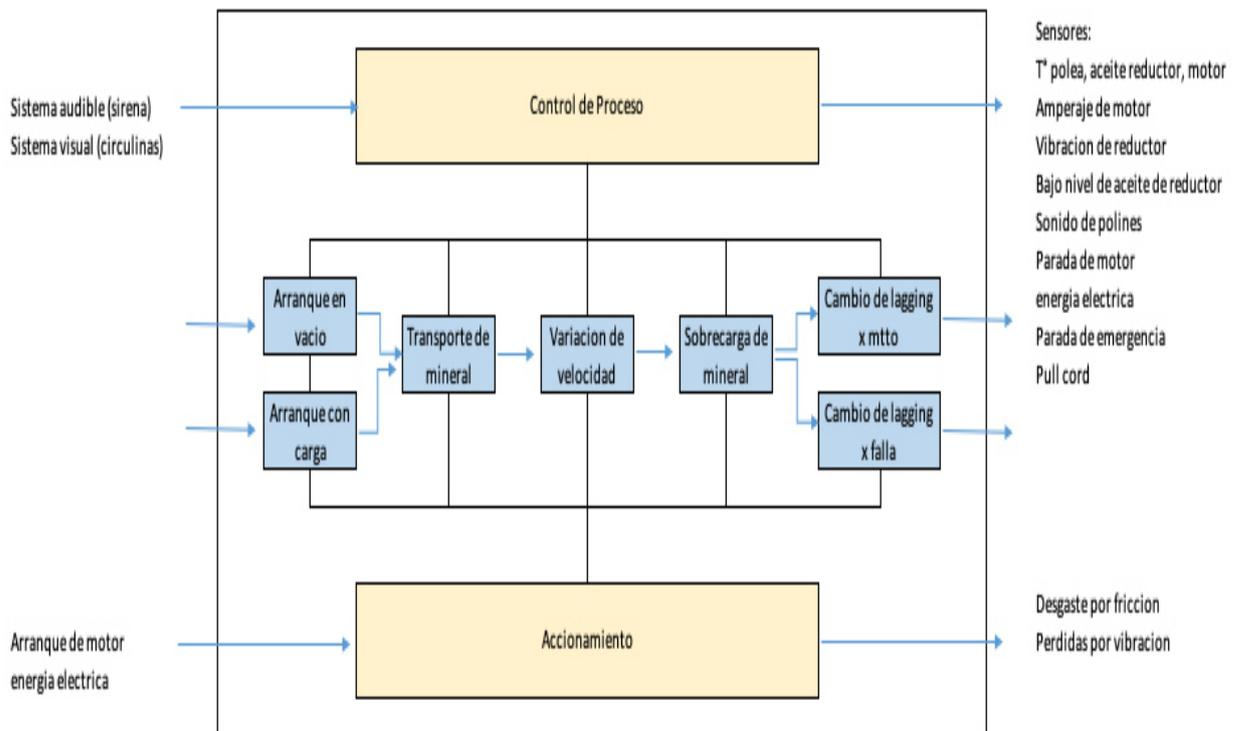 Sistema audible (sirena)
Sistema visual (circulinas)
Control de Proceso
Sensores:
T° polea, aceite reductor, motor
Amperaje de motor
Vibracion de reductor
Bajo nivel de aceite de reductor
Sonido de polines
Parada de motor
energia electrica
Parada de emergencia
Pull cord
Arranque en
vacio
Arranque con
carga
Transporte de
mineral
Variacion de
velocidad
Sobrecarga de
mineral
Cambio de lagging
x mtto
Cambio de lagging
x falla
Arranque de motor
energia electrica
Accionamiento
Desgaste por friccion
Perdidas por vibracion